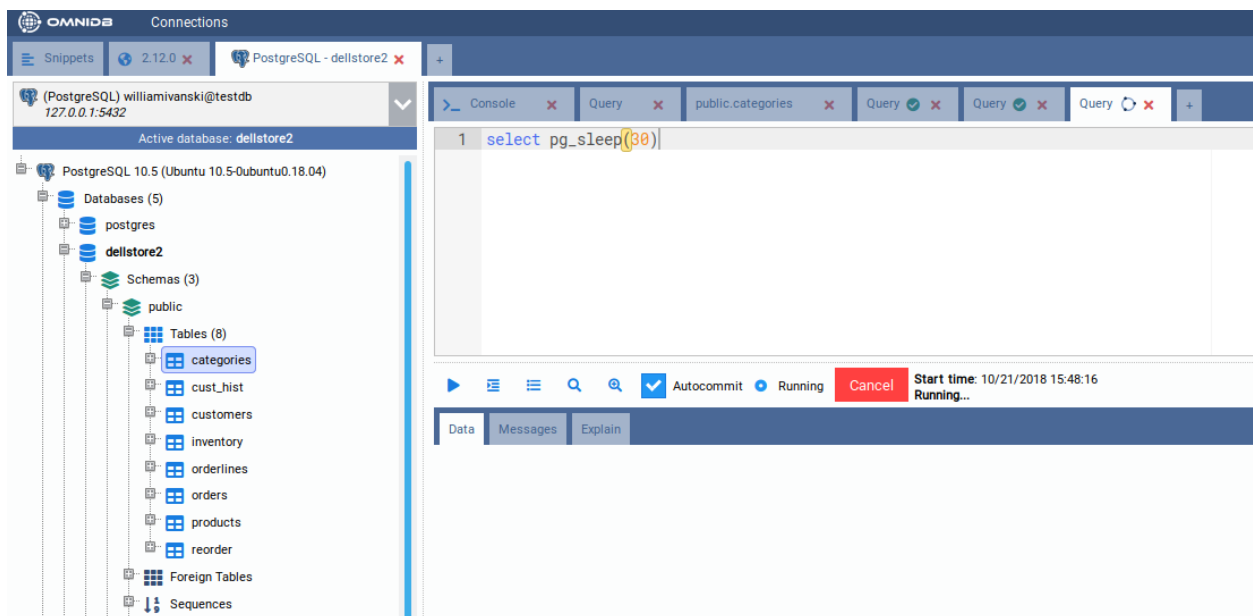 OMNIDB Connections
Snippets 2.12.0 PostgreSQL - dellstore2 +
(PostgreSQL) williamivanski@testdb
127.0.0.1:5432
Active database: dellstore2
PostgreSQL 10.5 (Ubuntu 10.5-0ubuntu0.18.04)
Databases (5)
postgres
dellstore2
Schemas (3)
public
Tables (8)
categories
cust_hist
customers
inventory
orderlines
orders
products
reorder
Foreign Tables
Sequences
Console Query public.categories Query Query Query +
1 select pg_sleep(30)
Autocommit Running Cancel Start time: 10/21/2018 15:48:16
Running...
Data Messages Explain